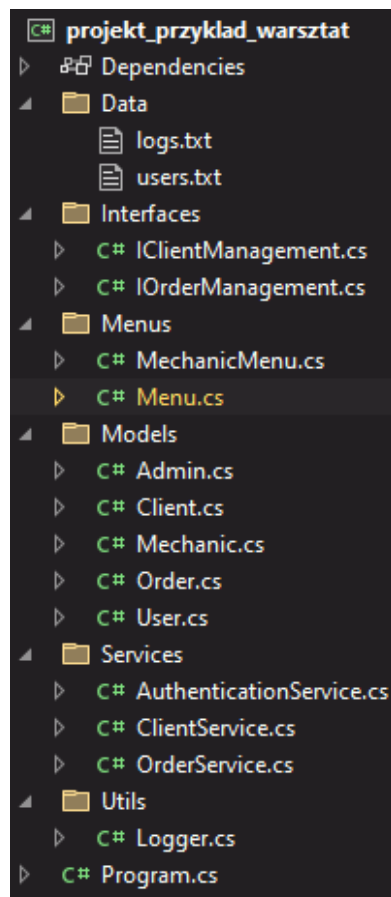 C# projekt_przyklad_warsztat
Dependencies
Data
logs.txt
users.txt
Interfaces
C# IClientManagement.cs
C# IOrderManagement.cs
Menus
C# MechanicMenu.cs
C# Menu.cs
Models
C# Admin.cs
C# Client.cs
C# Mechanic.cs
C# Order.cs
C# User.cs
Services
C# AuthenticationService.cs
C# ClientService.cs
C# OrderService.cs
Utils
C# Logger.cs
C# Program.cs